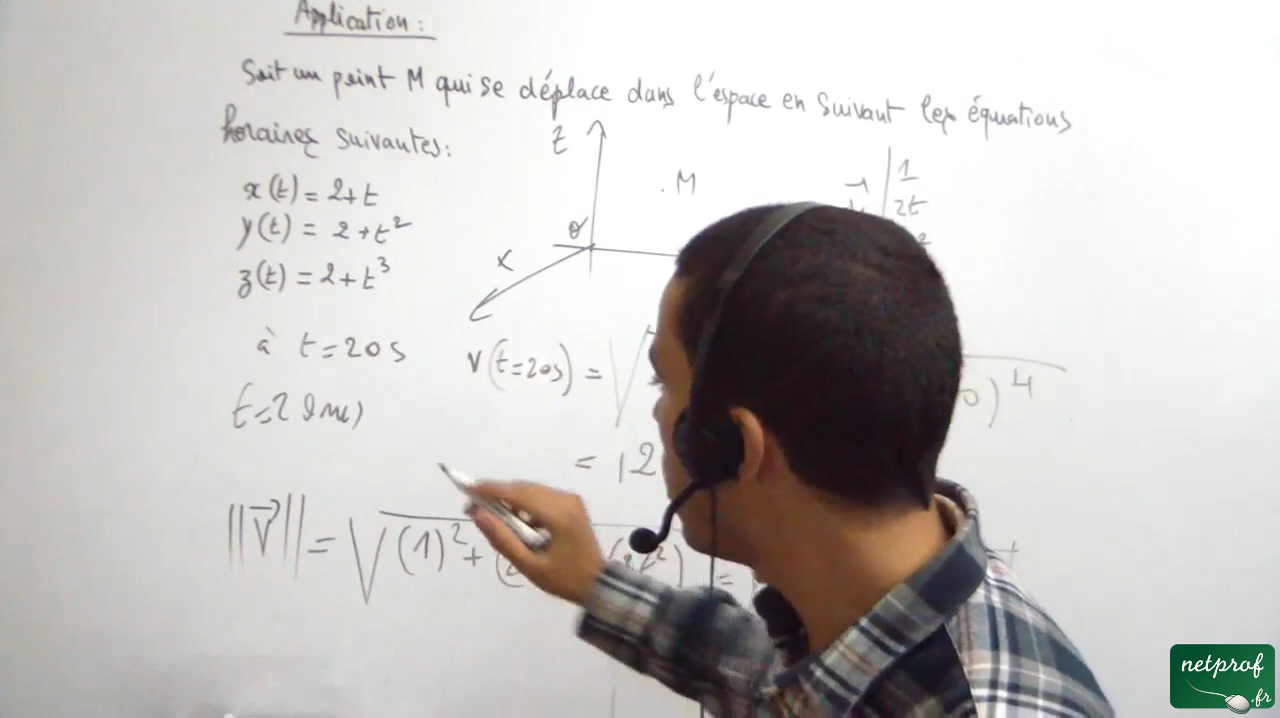 Application :
Soit un point M qui se déplace dans l'espace en suivant les équations
horaires suivantes :
x(t) = 2+t
y(t) = 2+t²
z(t) = 2+t³
à t=20s
z
. M
O
x
1
2t
v(t=20s) = √
)⁴
= 12
||v⃗|| = √(1)² + (
=
netprof
.fr